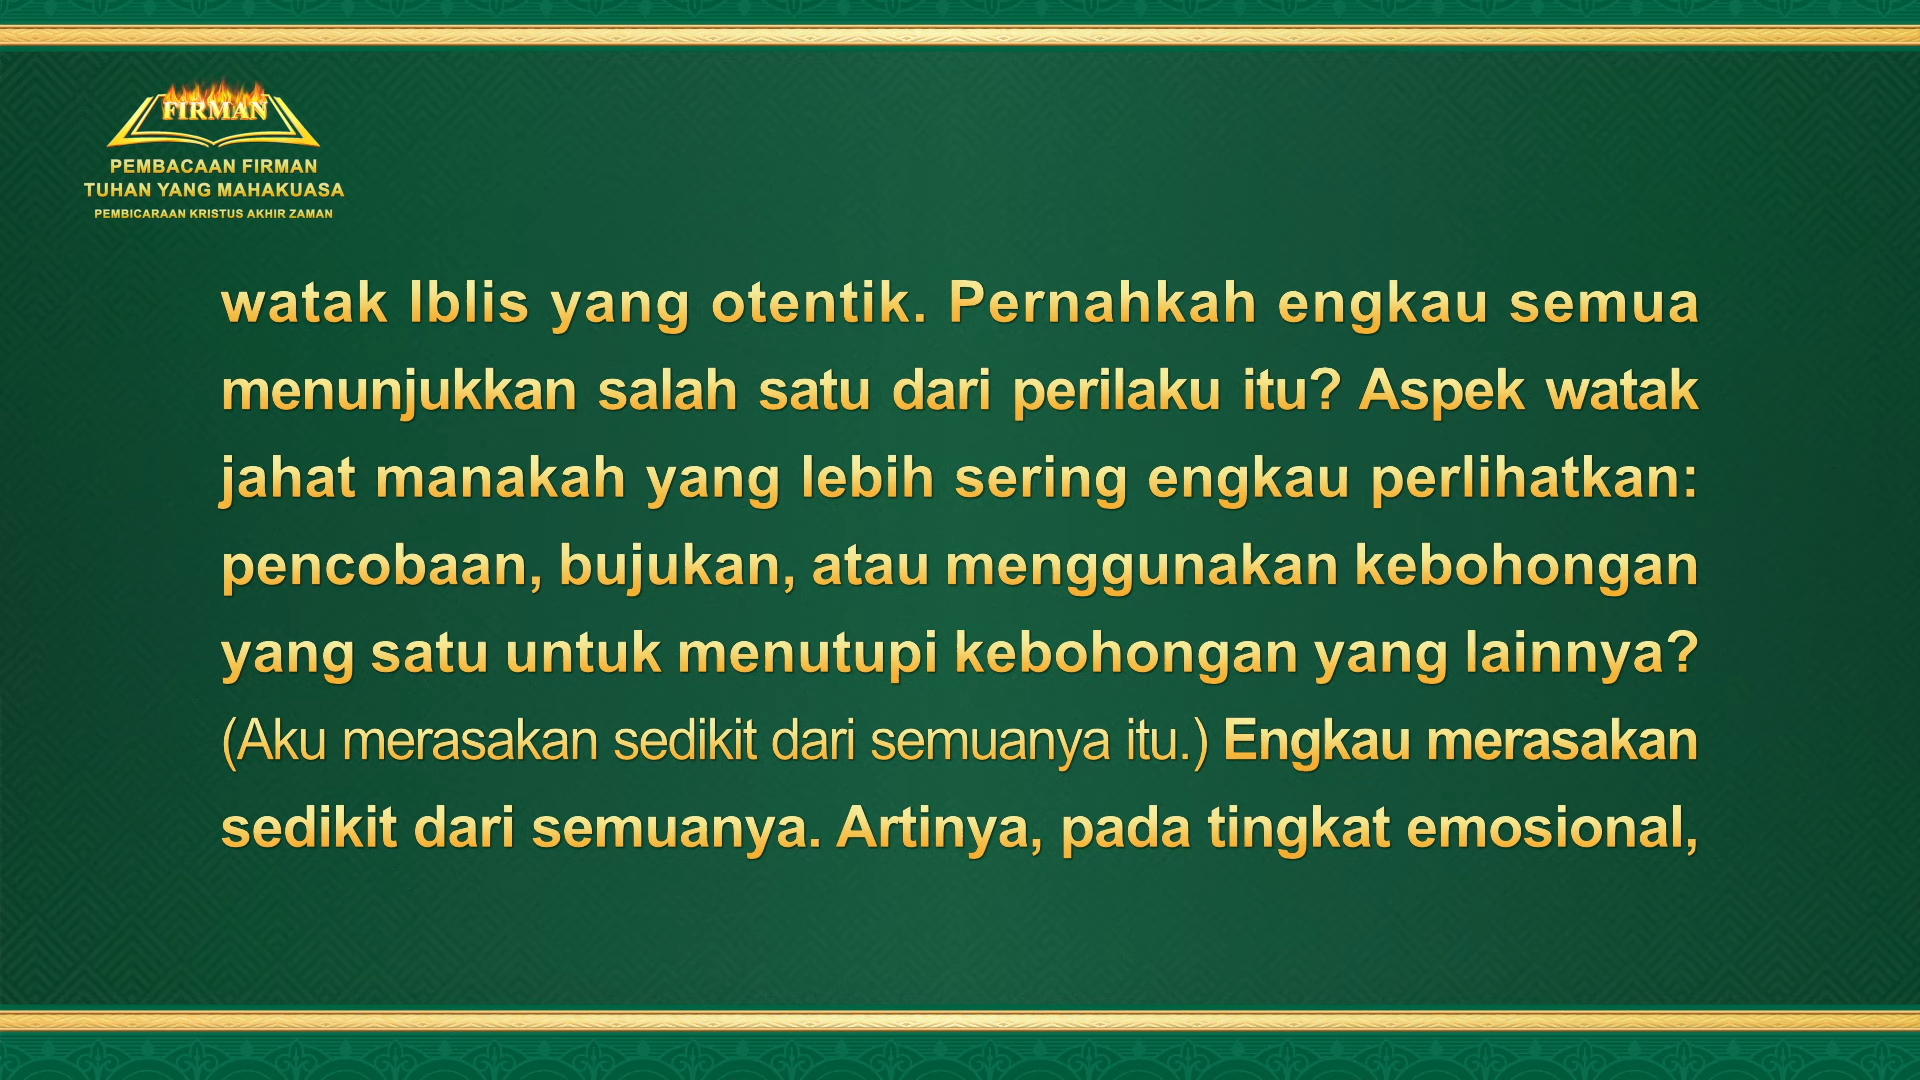 FIRMAN
PEMBACAAN FIRMAN
TUHAN YANG MAHAKUASA
PEMBICARAAN KRISTUS AKHIR ZAMAN
watak Iblis yang otentik. Pernahkah engkau semua
menunjukkan salah satu dari perilaku itu? Aspek watak
jahat manakah yang lebih sering engkau perlihatkan:
pencobaan, bujukan, atau menggunakan kebohongan
yang satu untuk menutupi kebohongan yang lainnya?
(Aku merasakan sedikit dari semuanya itu.) Engkau merasakan
sedikit dari semuanya. Artinya, pada tingkat emosional,